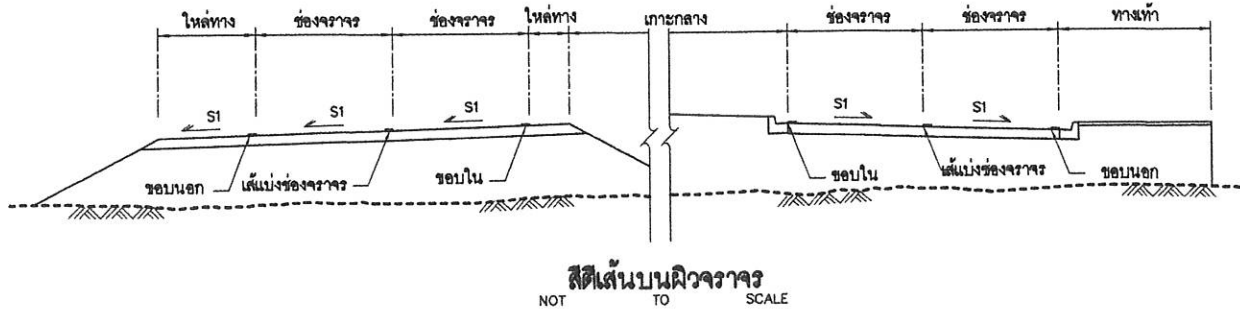 ไหล่ทาง ช่องจราจร ช่องจราจร ไหล่ทาง เกาะกลาง ช่องจราจร ช่องจราจร ทางเท้า
S1 S1 S1 S1 S1
ขอบนอก เส้แบ่งช่องจราจร ขอบใน ขอบใน เส้แบ่งช่องจราจร ขอบนอก
สีตีเส้นบนผิวจราจร
NOT TO SCALE